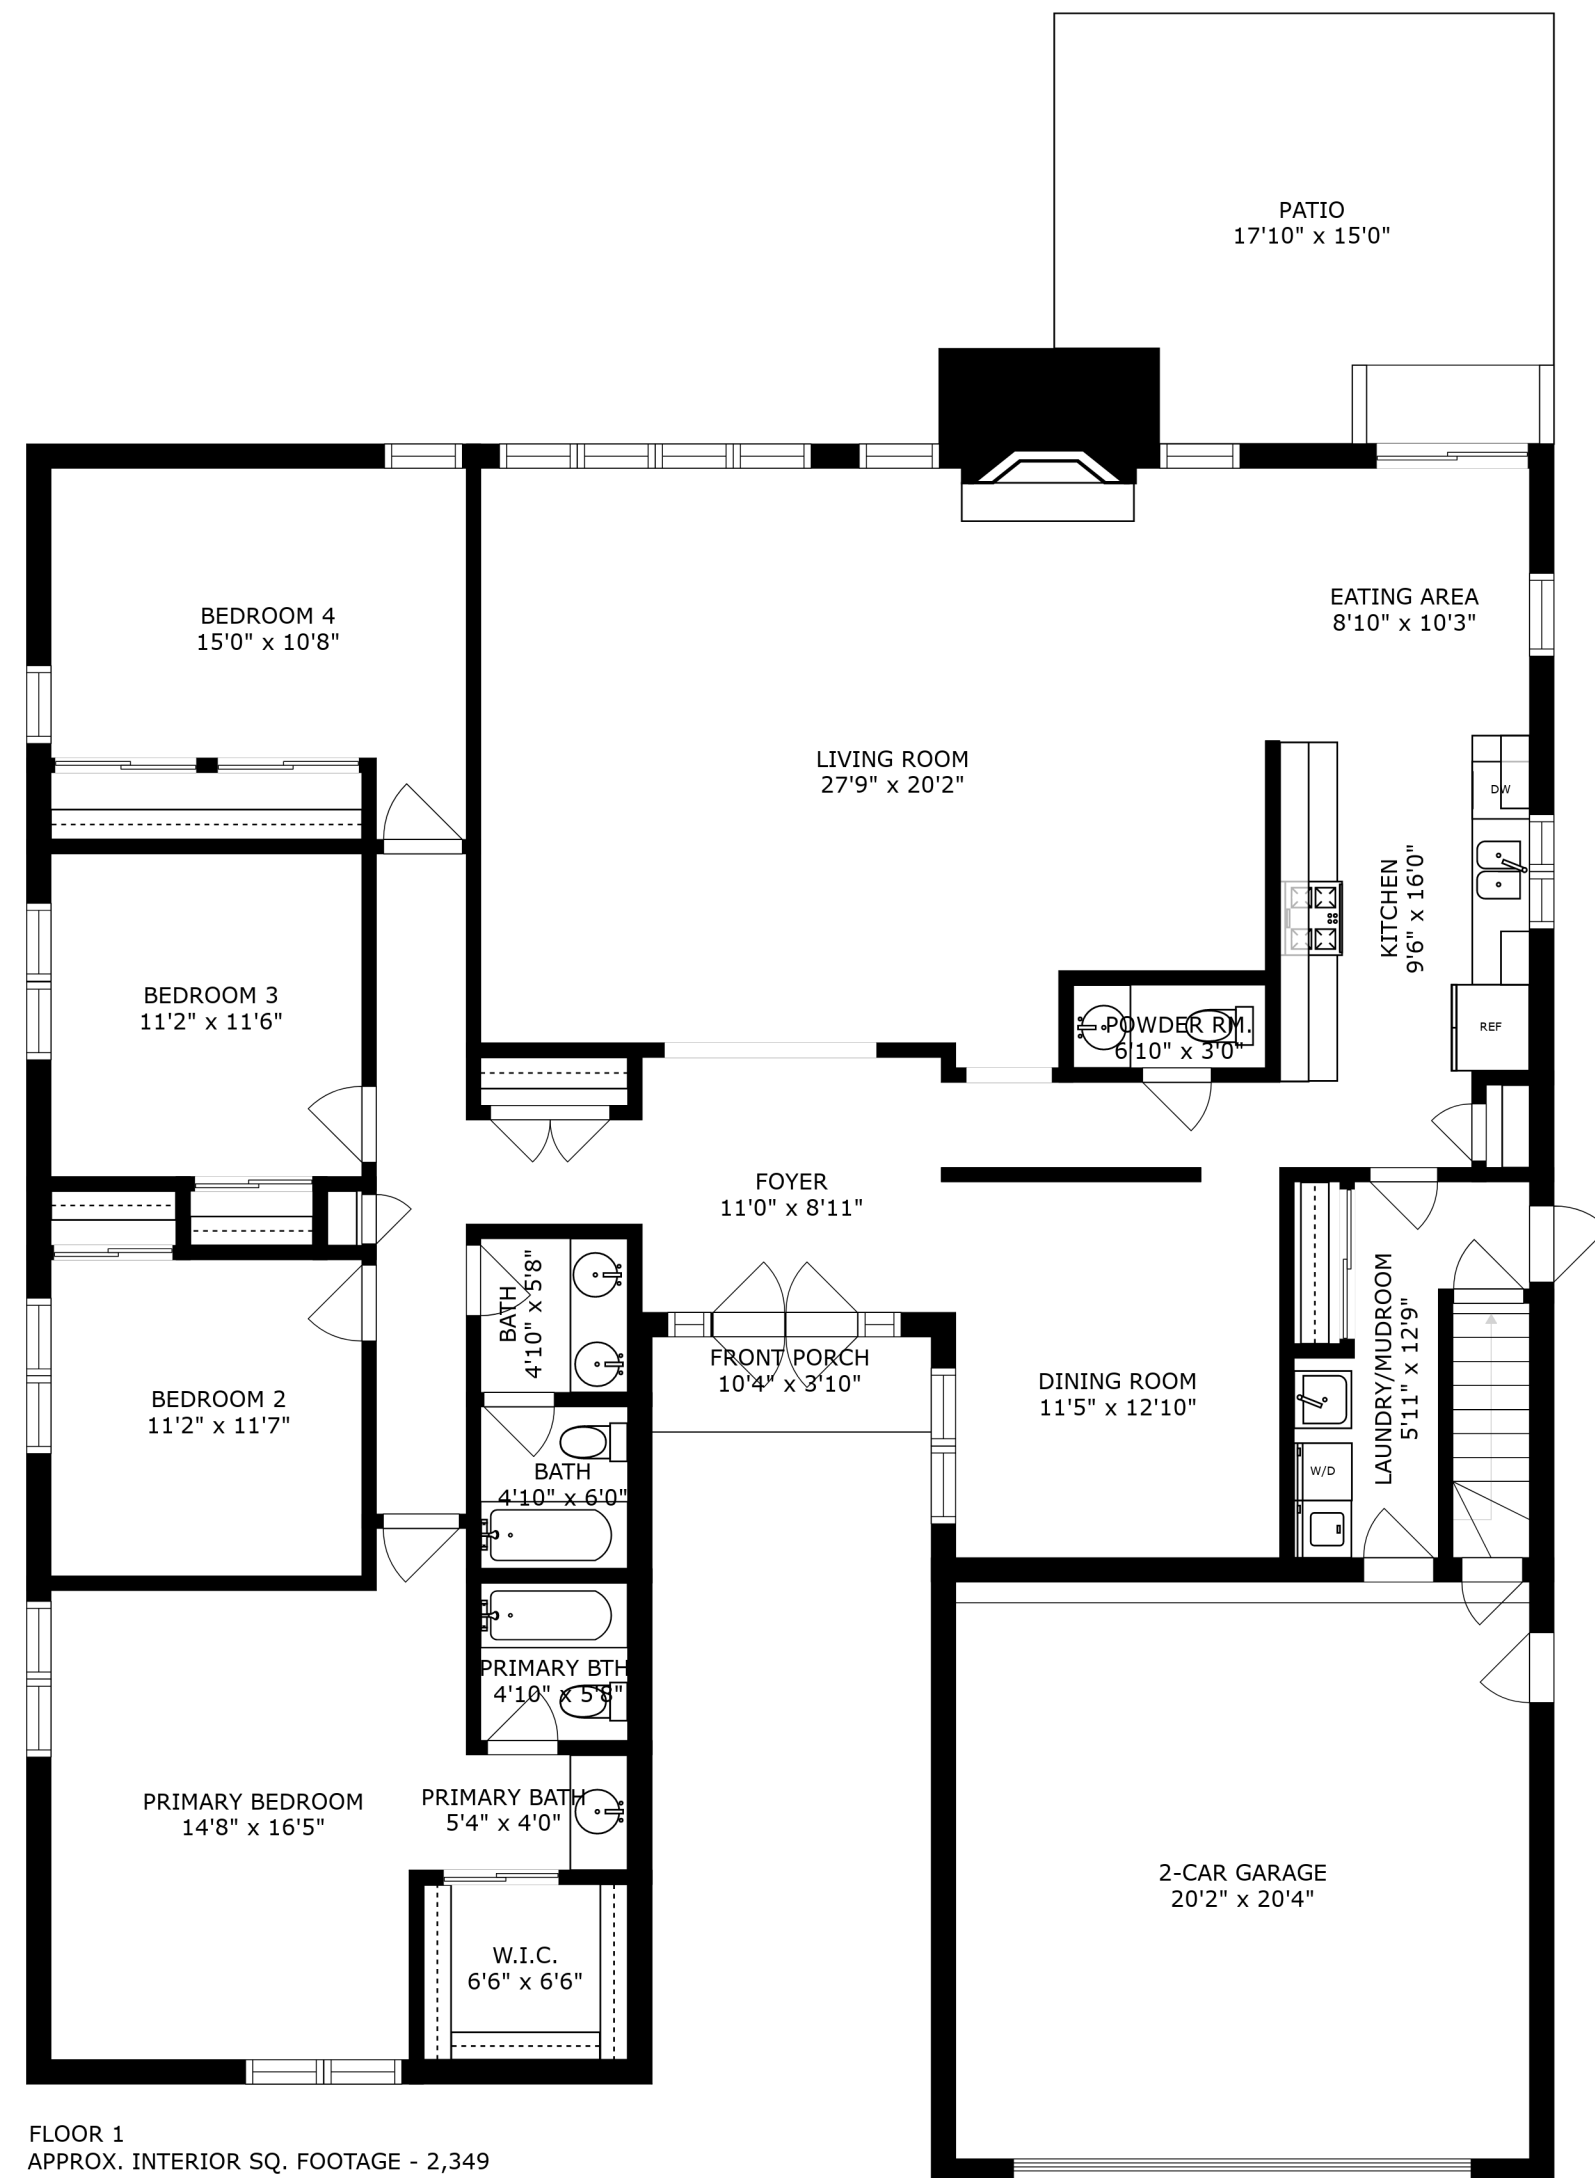 PATIO
17'10" x 15'0"
EATING AREA
8'10" x 10'3"
BEDROOM 4
15'0" x 10'8"
LIVING ROOM
27'9" x 20'2"
DW
KITCHEN
9'6" x 16'0"
BEDROOM 3
11'2" x 11'6"
POWDER RM.
6'10" x 3'0"
REF
FOYER
11'0" x 8'11"
BATH
4'10" x 5'8"
FRONT PORCH
10'4" x 3'10"
DINING ROOM
11'5" x 12'10"
LAUNDRY/MUDROOM
5'11" x 12'9"
BEDROOM 2
11'2" x 11'7"
BATH
4'10" x 6'0"
W/D
PRIMARY BTH
4'10" x 5'8"
PRIMARY BEDROOM
14'8" x 16'5"
PRIMARY BATH
5'4" x 4'0"
2-CAR GARAGE
20'2" x 20'4"
W.I.C.
6'6" x 6'6"
FLOOR 1
APPROX. INTERIOR SQ. FOOTAGE - 2,349